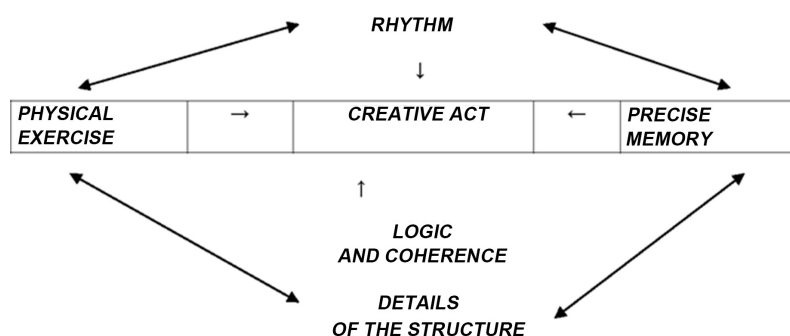 RHYTHM
↓
PHYSICAL EXERCISE → CREATIVE ACT ← PRECISE MEMORY
↑
LOGIC
AND COHERENCE
DETAILS
OF THE STRUCTURE